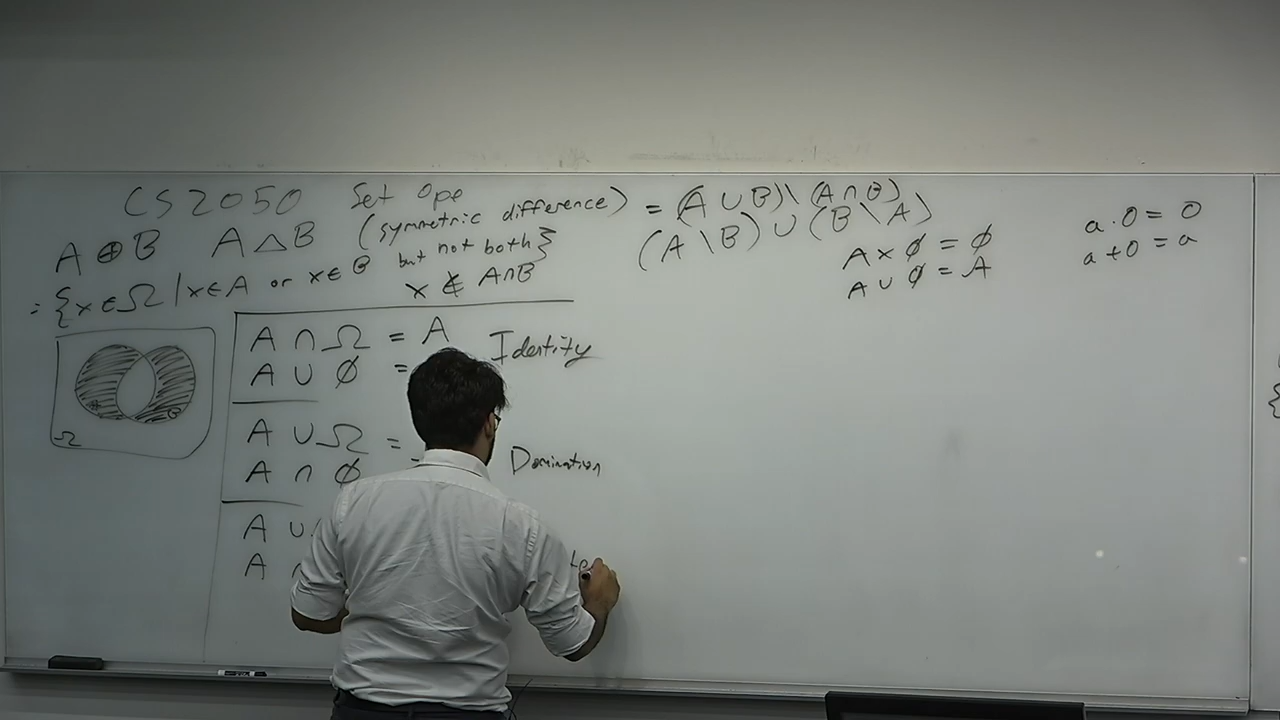 CS2050 Set Ope
A ⊕ B A △ B (symmetric difference) = (A ∪ B) \ (A ∩ B)
(A \ B) ∪ (B \ A)
= {x ∈ Ω | x ∈ A or x ∈ B but not both}
x ∉ A∩B
A × ∅ = ∅
A ∪ ∅ = A
a · 0 = 0
a + 0 = a
A ∩ Ω = A Identity
A ∪ ∅ =
A ∪ Ω = Domination
A ∩ ∅
A ∪
A
Ω